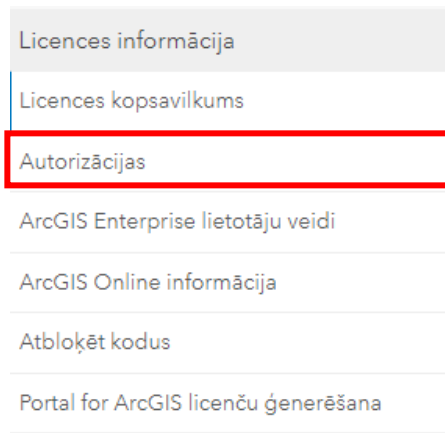 Licences informācija
Licences kopsavilkums
Autorizācijas
ArcGIS Enterprise lietotāju veidi
ArcGIS Online informācija
Atbloķēt kodus
Portal for ArcGIS licenču ģenerēšana